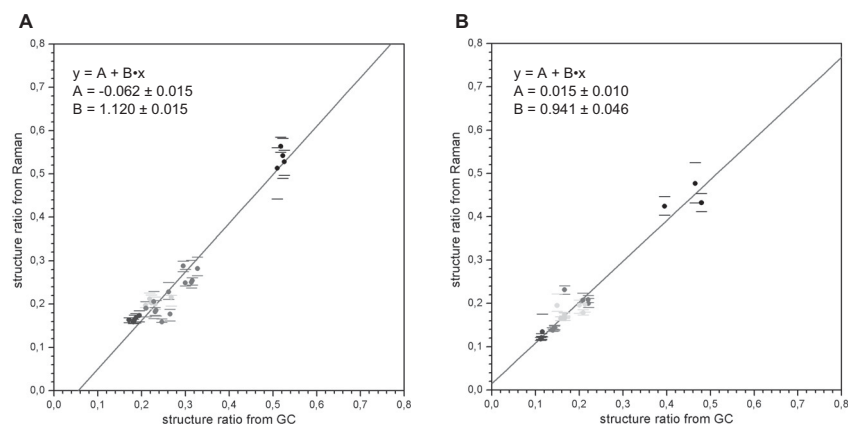 A
0,8
0,7
0,6
0,5
0,4
0,3
0,2
0,1
0,0
structure ratio from Raman
y = A + B•x
A = -0.062 ± 0.015
B = 1.120 ± 0.015
0,0 0,1 0,2 0,3 0,4 0,5 0,6 0,7 0,8
structure ratio from GC
B
0,8
0,7
0,6
0,5
0,4
0,3
0,2
0,1
0,0
structure ratio from Raman
y = A + B•x
A = 0.015 ± 0.010
B = 0.941 ± 0.046
0,0 0,1 0,2 0,3 0,4 0,5 0,6 0,7 0,8
structure ratio from GC